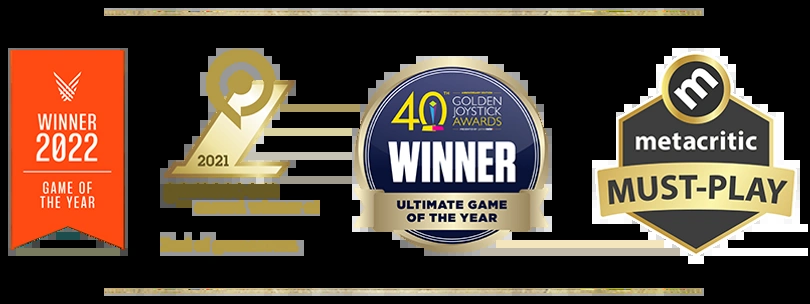 WINNER
2022
GAME OF
THE YEAR
2021
40TH
GOLDEN
JOYSTICK
AWARDS
WINNER
ULTIMATE GAME
OF THE YEAR
m
metacritic
MUST-PLAY